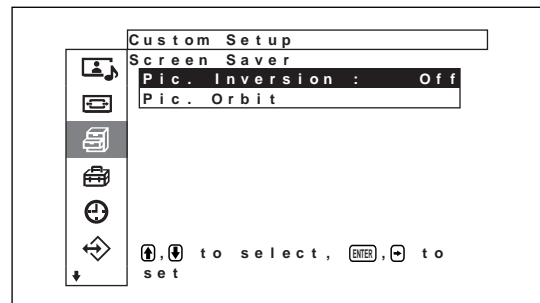 Custom Setup
Screen Saver
Pic. Inversion : Off
Pic. Orbit
↑,↓ to select, ENTER,→ to
set